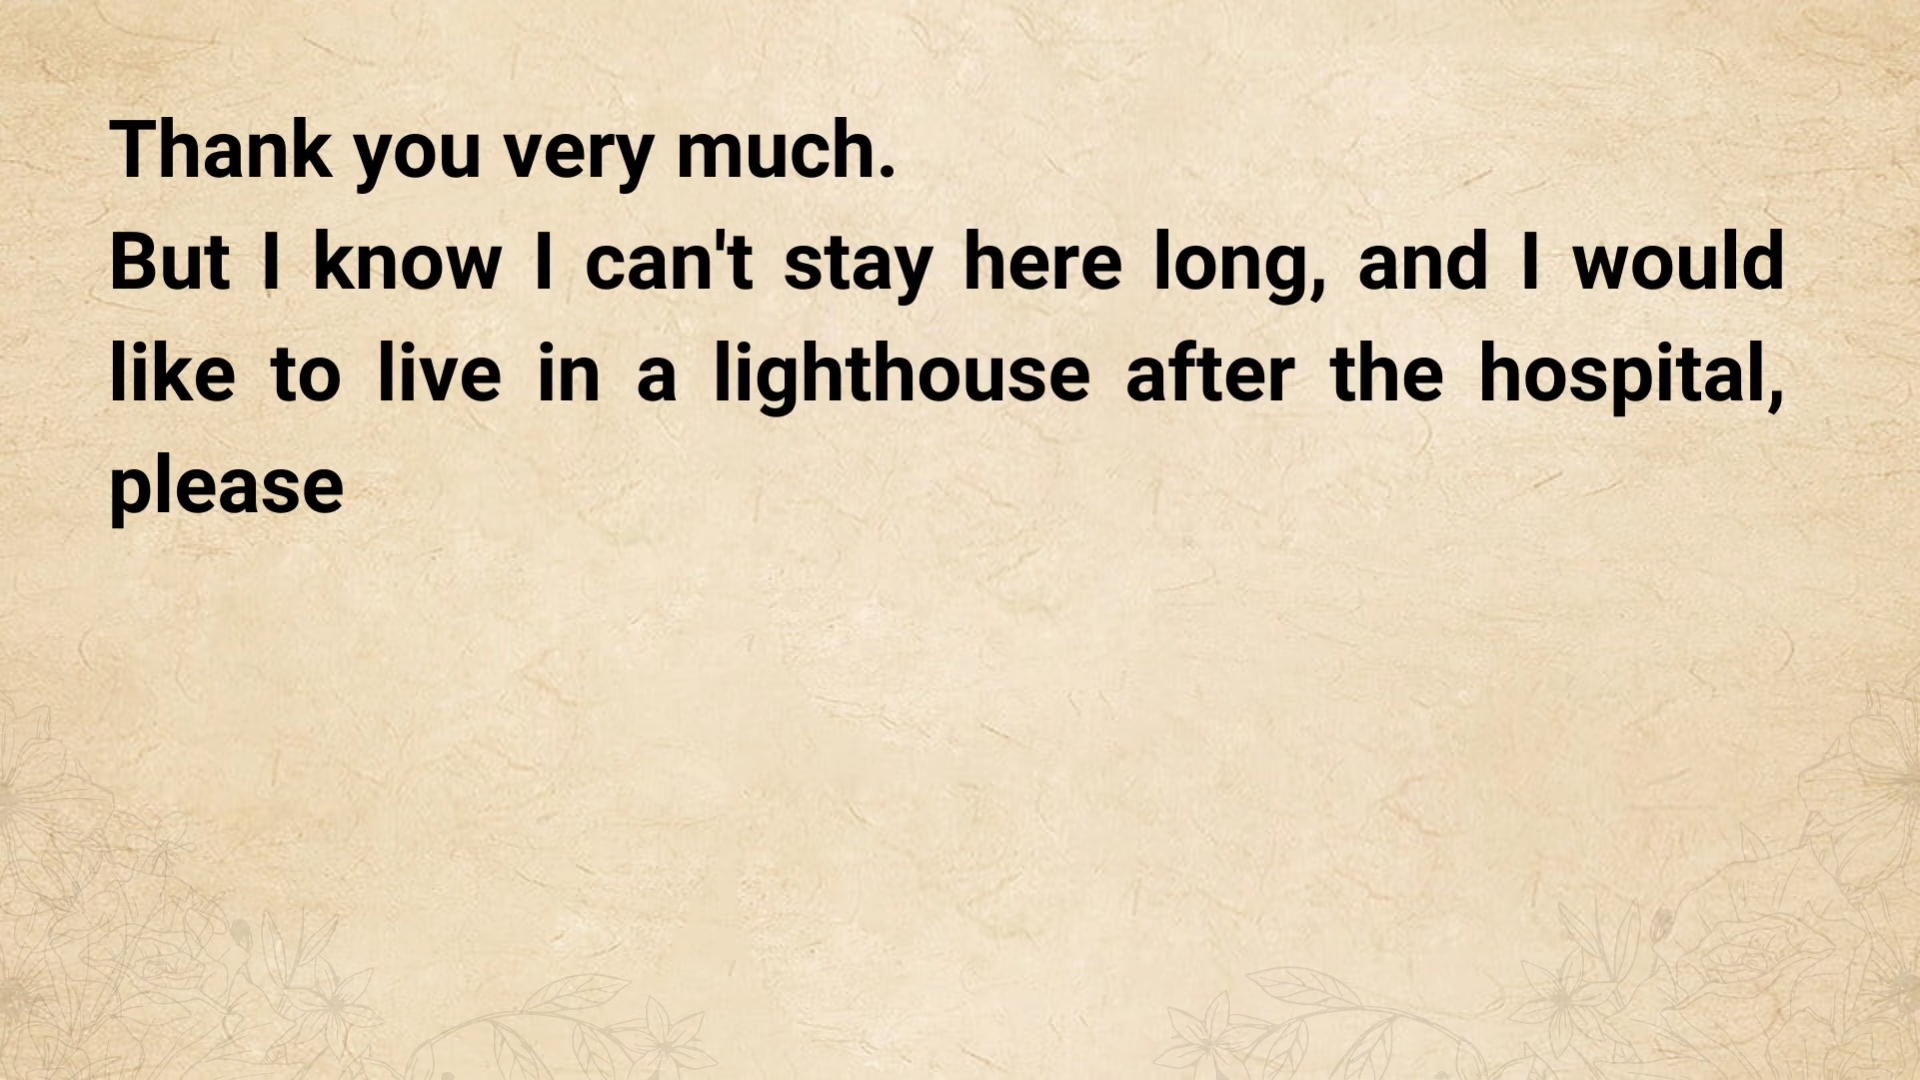 Thank you very much.
But I know I can't stay here long, and I would
like to live in a lighthouse after the hospital,
please